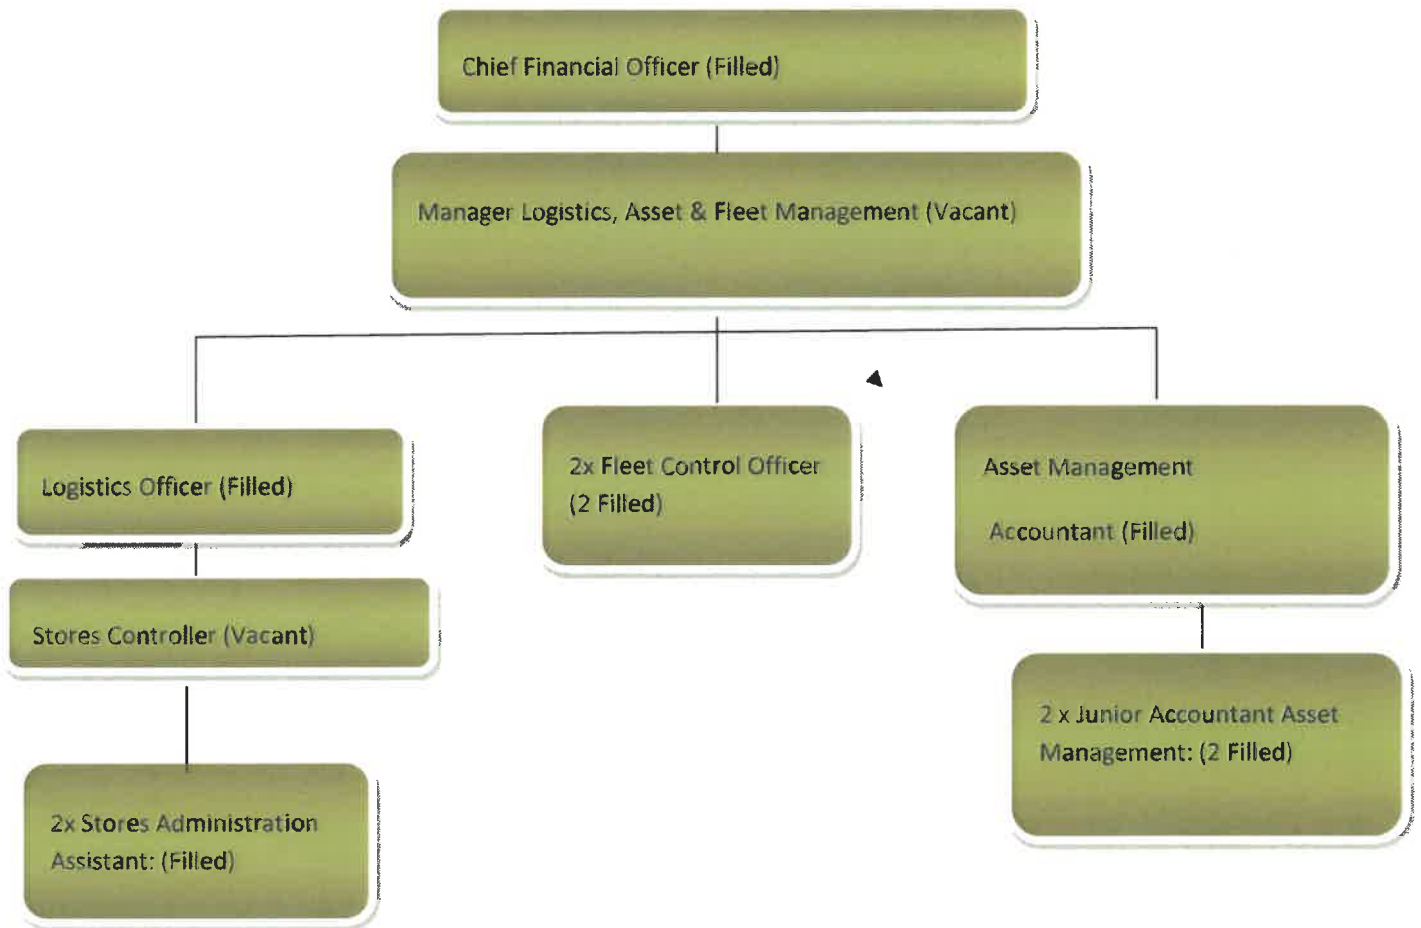 Chief Financial Officer (Filled)
Manager Logistics, Asset & Fleet Management (Vacant)
Logistics Officer (Filled)
Stores Controller (Vacant)
2x Stores Administration
Assistant: (Filled)
2x Fleet Control Officer
(2 Filled)
Asset Management
Accountant (Filled)
2 x Junior Accountant Asset
Management: (2 Filled)